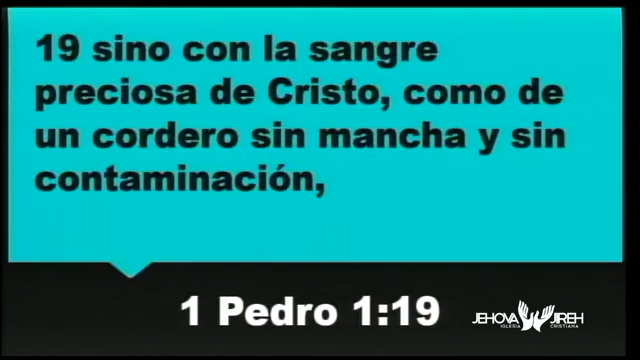 19 sino con la sangre
preciosa de Cristo, como de
un cordero sin mancha y sin
contaminación,
1 Pedro 1:19
JEHOVA JIREH
IGLESIA CRISTIANA